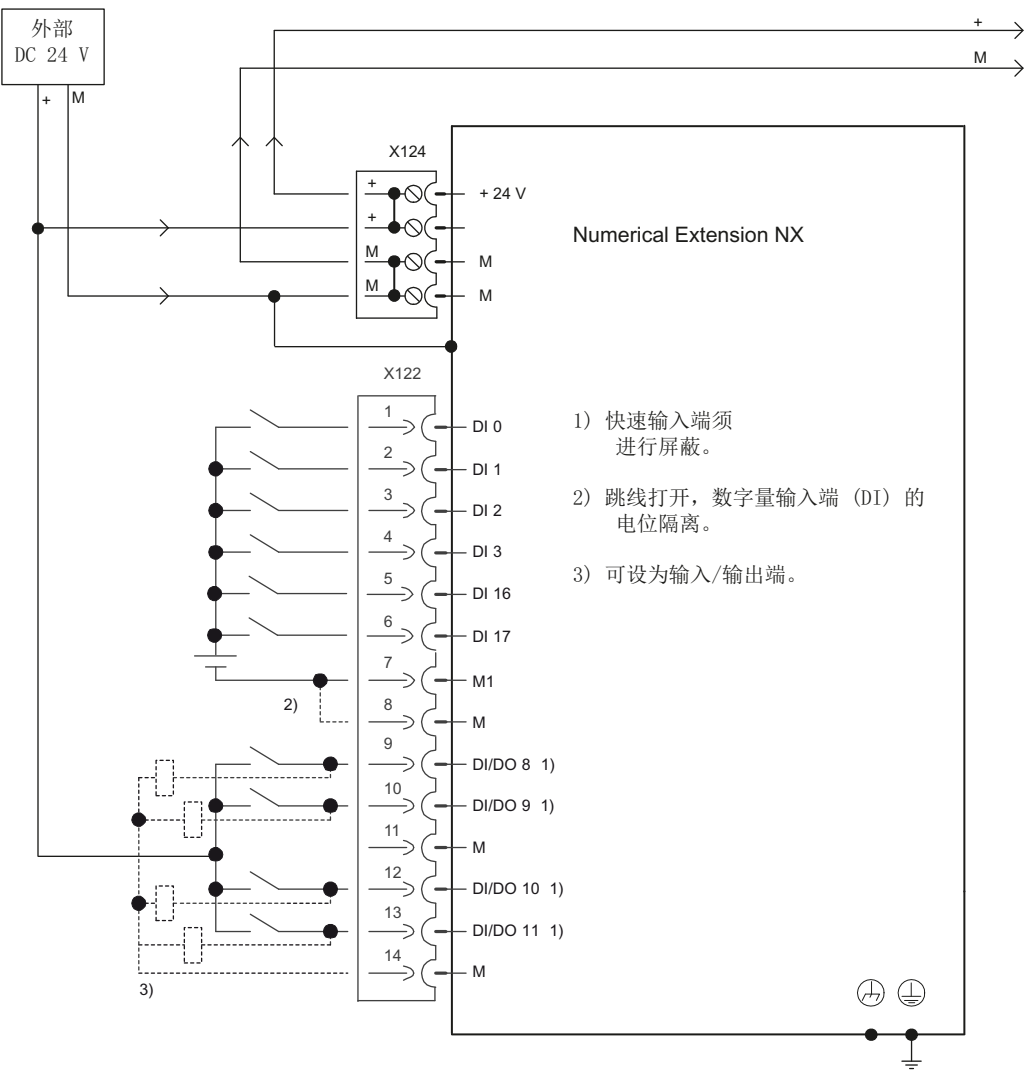 外部
DC 24 V
+
M
+ M
X124
+
+ 24 V
+
Numerical Extension NX
M
M
M
M
X122
1
DI 0
2
DI 1
3
DI 2
4
DI 3
5
DI 16
6
DI 17
7
M1
2)
8
M
9
DI/DO 8 1)
10
DI/DO 9 1)
11
M
12
DI/DO 10 1)
13
DI/DO 11 1)
14
M
3)
1) 快速输入端须
进行屏蔽。
2) 跳线打开，数字量输入端 (DI) 的
电位隔离。
3) 可设为输入/输出端。